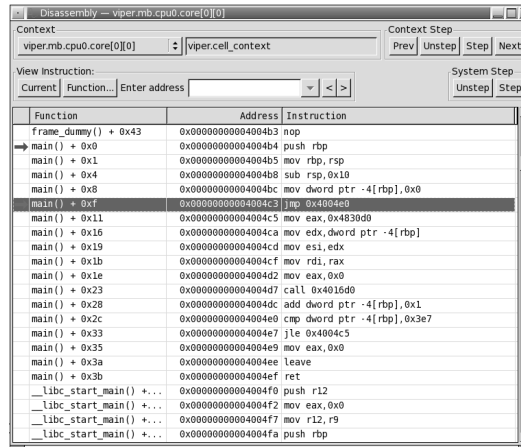 Disassembly — viper.mb.cpu0.core[0][0]
Context
Context Step
viper.mb.cpu0.core[0][0]
viper.cell_context
Prev Unstep Step Next
View Instruction:
System Step
Current Function... Enter address < > Unstep Step
Function Address Instruction
frame_dummy() + 0x43 0x00000000004004b3 nop
main() + 0x0 0x00000000004004b4 push rbp
main() + 0x1 0x00000000004004b5 mov rbp,rsp
main() + 0x4 0x00000000004004b8 sub rsp,0x10
main() + 0x8 0x00000000004004bc mov dword ptr -4[rbp],0x0
main() + 0xf 0x00000000004004c3 jmp 0x4004e0
main() + 0x11 0x00000000004004c5 mov eax,0x4830d0
main() + 0x16 0x00000000004004ca mov edx,dword ptr -4[rbp]
main() + 0x19 0x00000000004004cd mov esi,edx
main() + 0x1b 0x00000000004004cf mov rdi,rax
main() + 0x1e 0x00000000004004d2 mov eax,0x0
main() + 0x23 0x00000000004004d7 call 0x4016d0
main() + 0x28 0x00000000004004dc add dword ptr -4[rbp],0x1
main() + 0x2c 0x00000000004004e0 cmp dword ptr -4[rbp],0x3e7
main() + 0x33 0x00000000004004e7 jle 0x4004c5
main() + 0x35 0x00000000004004e9 mov eax,0x0
main() + 0x3a 0x00000000004004ee leave
main() + 0x3b 0x00000000004004ef ret
__libc_start_main() +... 0x00000000004004f0 push r12
__libc_start_main() +... 0x00000000004004f2 mov eax,0x0
__libc_start_main() +... 0x00000000004004f7 mov r12,r9
__libc_start_main() +... 0x00000000004004fa push rbp